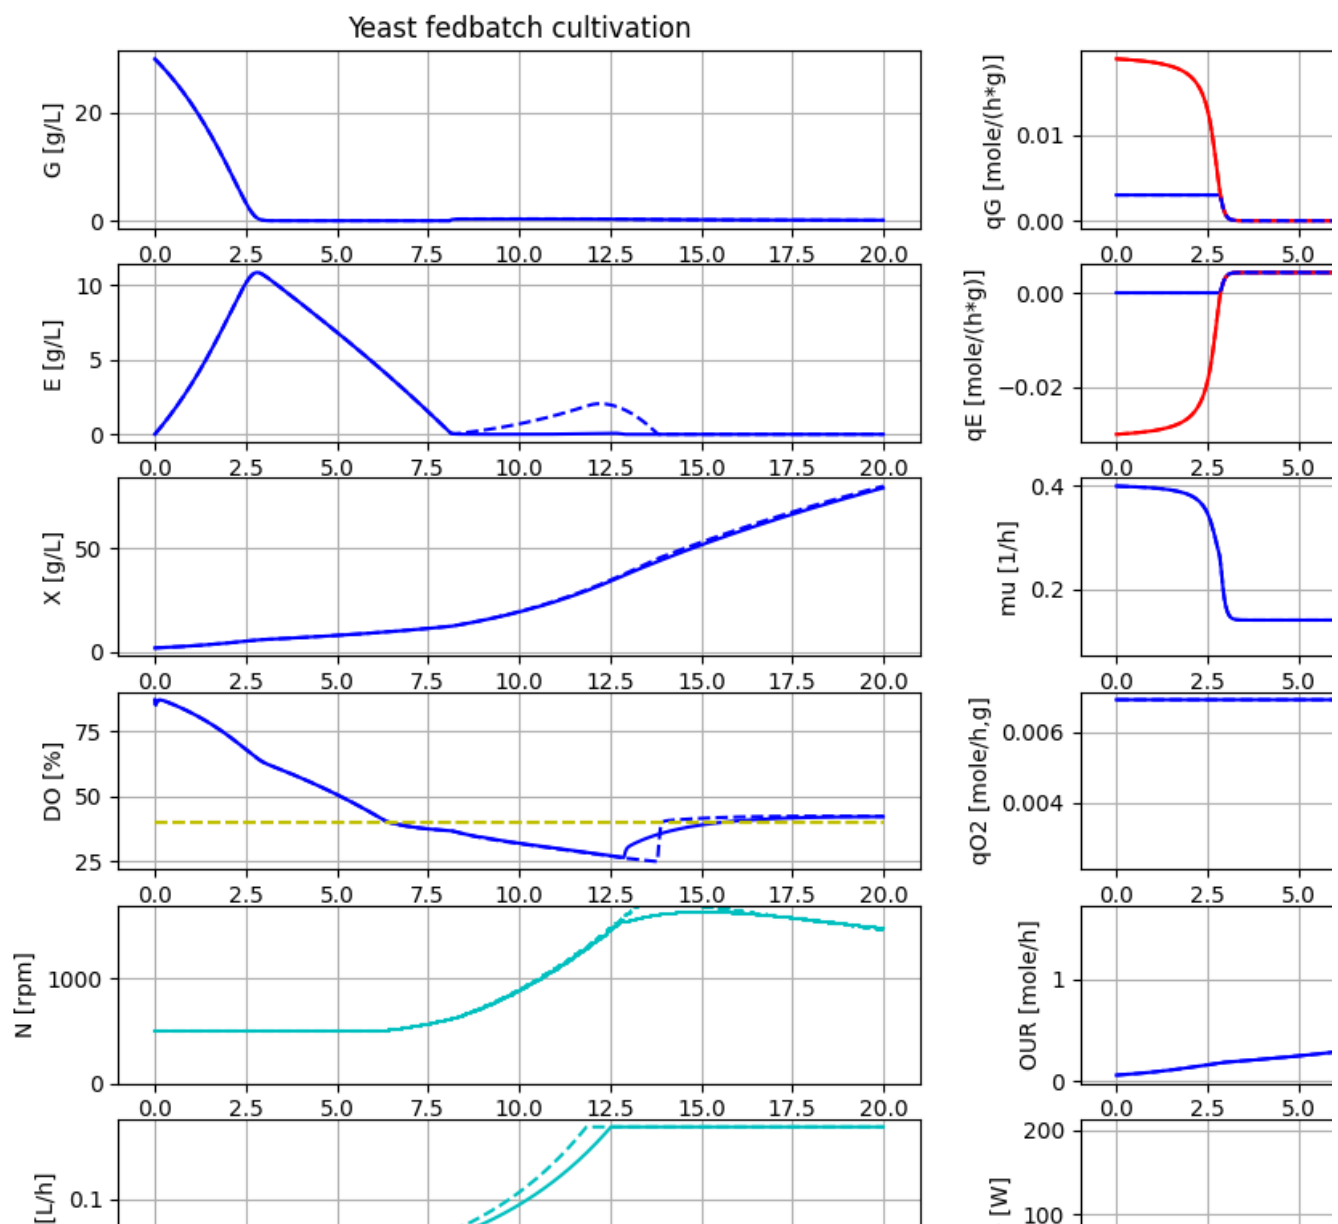 Yeast fedbatch cultivation
G [g/L]
20
0
0.0 2.5 5.0 7.5 10.0 12.5 15.0 17.5 20.0
E [g/L]
10
5
0
0.0 2.5 5.0 7.5 10.0 12.5 15.0 17.5 20.0
X [g/L]
50
0
0.0 2.5 5.0 7.5 10.0 12.5 15.0 17.5 20.0
DO [%]
75
50
25
0.0 2.5 5.0 7.5 10.0 12.5 15.0 17.5 20.0
N [rpm]
1000
0
0.0 2.5 5.0 7.5 10.0 12.5 15.0 17.5 20.0
[L/h]
0.1
qG [mole/(h*g)]
0.01
0.00
0.0 2.5 5.0
qE [mole/(h*g)]
0.00
−0.02
0.0 2.5 5.0
mu [1/h]
0.4
0.2
0.0 2.5 5.0
qO2 [mole/h,g]
0.006
0.004
0.0 2.5 5.0
OUR [mole/h]
1
0
0.0 2.5 5.0
[W]
200
100